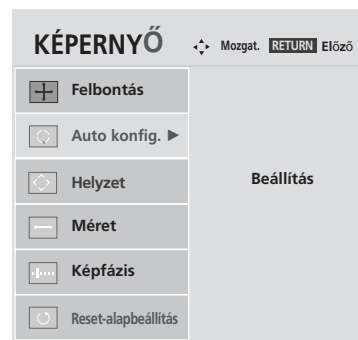 KÉPERNYŐ Mozgat. RETURN Előző
Felbontás
Auto konfig. ►
Helyzet Beállítás
Méret
Képfázis
Reset-alapbeállítás